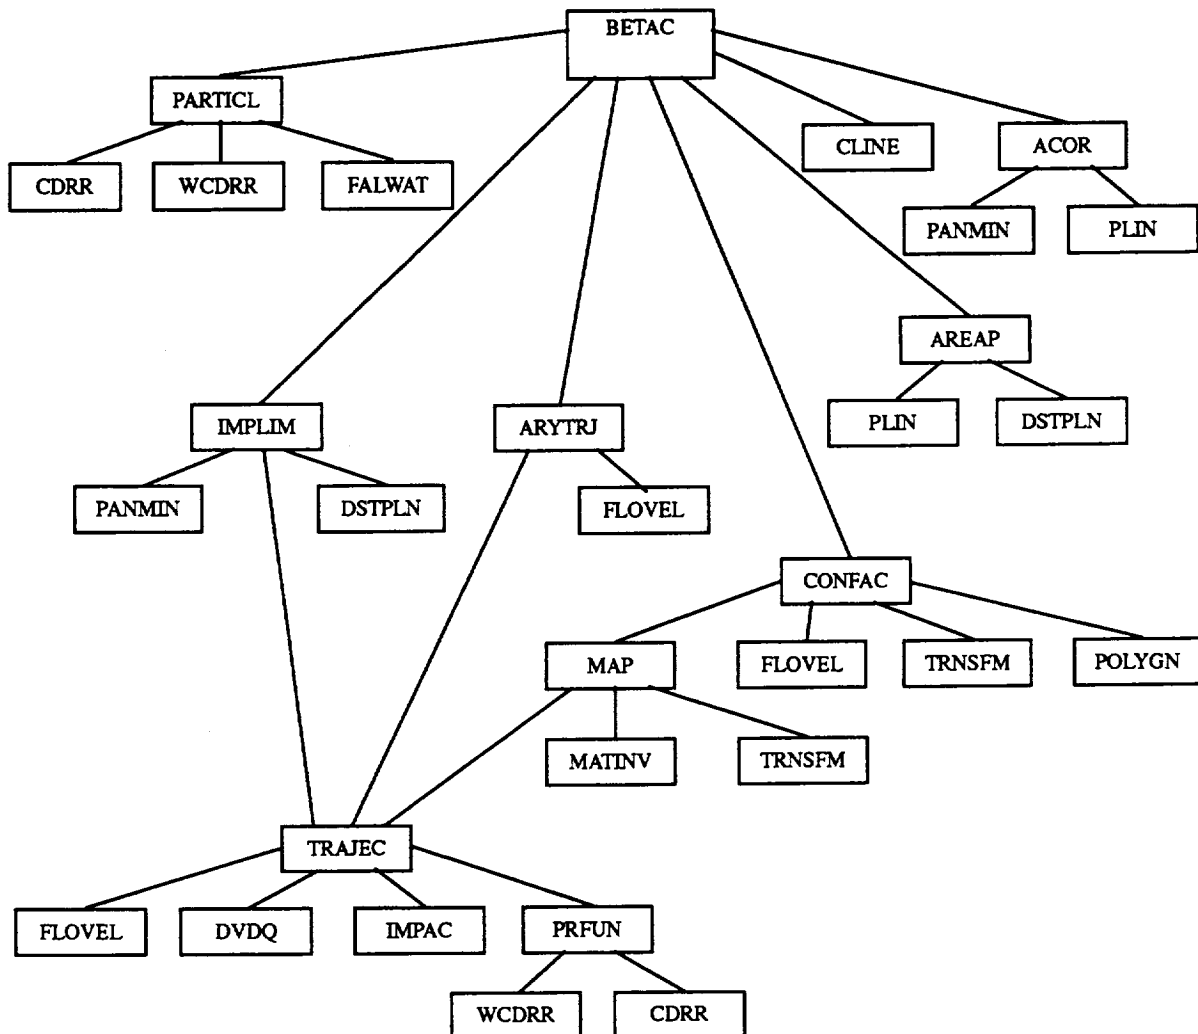 BETAC
PARTICL
CLINE
ACOR
CDRR
WCDRR
FALWAT
PANMIN
PLIN
AREAP
IMPLIM
ARYTRJ
PLIN
DSTPLN
PANMIN
DSTPLN
FLOVEL
CONFAC
MAP
FLOVEL
TRNSFM
POLYGN
MATINV
TRNSFM
TRAJEC
FLOVEL
DVDQ
IMPAC
PRFUN
WCDRR
CDRR